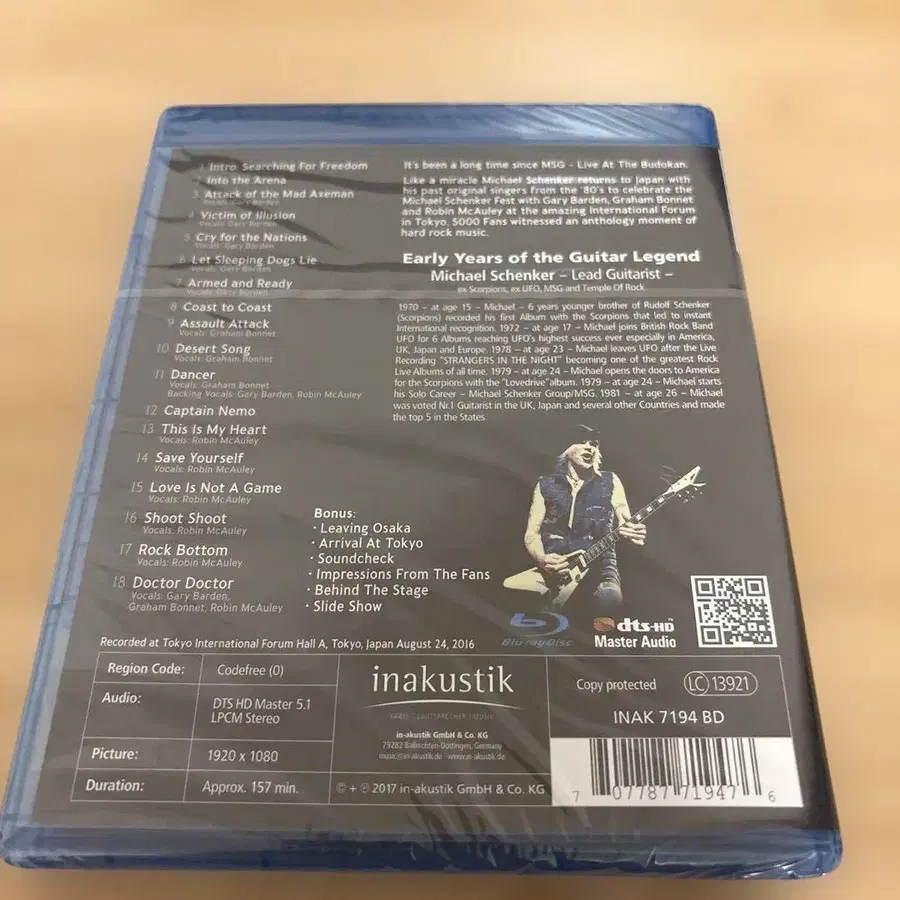 1 Intro: Searching For Freedom
2 Into the Arena
3 Attack of the Mad Axeman
Vocals: Gary Barden
4 Victim of Illusion
Vocals: Gary Barden
5 Cry for the Nations
Vocals: Gary Barden
6 Let Sleeping Dogs Lie
Vocals: Gary Barden
7 Armed and Ready
Vocals: Gary Barden
8 Coast to Coast
9 Assault Attack
Vocals: Graham Bonnet
10 Desert Song
Vocals: Graham Bonnet
11 Dancer
Vocals: Graham Bonnet
Backing Vocals: Gary Barden, Robin McAuley
12 Captain Nemo
13 This Is My Heart
Vocals: Robin McAuley
14 Save Yourself
Vocals: Robin McAuley
15 Love Is Not A Game
Vocals: Robin McAuley
16 Shoot Shoot
Vocals: Robin McAuley
17 Rock Bottom
Vocals: Robin McAuley
18 Doctor Doctor
Vocals: Gary Barden,
Graham Bonnet, Robin McAuley
It's been a long time since MSG - Live At The Budokan.
Like a miracle Michael Schenker returns to Japan with
his past original singers from the '80's to celebrate the
Michael Schenker Fest with Gary Barden, Graham Bonnet
and Robin McAuley at the amazing International Forum
in Tokyo. 5000 Fans witnessed an anthology moment of
hard rock music.
Early Years of the Guitar Legend
Michael Schenker – Lead Guitarist –
ex Scorpions, ex UFO, MSG and Temple Of Rock
1970 – at age 15 – Michael – 6 years younger brother of Rudolf Schenker
(Scorpions) recorded his first Album with the Scorpions that led to instant
International recognition. 1972 – at age 17 – Michael joins British Rock Band
UFO for 6 Albums reaching UFO's highest success ever especially in America,
UK, Japan and Europe. 1978 – at age 23 – Michael leaves UFO after the Live
Recording "STRANGERS IN THE NIGHT" becoming one of the greatest Rock
Live Albums of all time. 1979 – at age 24 – Michael opens the doors to America
for the Scorpions with the "Lovedrive"album. 1979 – at age 24 – Michael starts
his Solo Career – Michael Schenker Group/MSG. 1981 – at age 26 – Michael
was voted Nr.1 Guitarist in the UK, Japan and several other Countries and made
the top 5 in the States.
Bonus:
· Leaving Osaka
· Arrival At Tokyo
· Soundcheck
· Impressions From The Fans
· Behind The Stage
· Slide Show
Blu-ray Disc
dts-HD
Master Audio
Recorded at Tokyo International Forum Hall A, Tokyo, Japan August 24, 2016
Region Code: Codefree (0)
Audio: DTS HD Master 5.1
LPCM Stereo
Picture: 1920 x 1080
Duration: Approx. 157 min.
inakustik
KABEL LAUTSPRECHER MUSIK
in-akustik GmbH & Co. KG
79282 Ballrechten-Dottingen, Germany
music@in-akustik.de www.in-akustik.de
© + ℗ 2017 in-akustik GmbH & Co. KG
Copy protected LC 13921
INAK 7194 BD
7 07787 71947 6